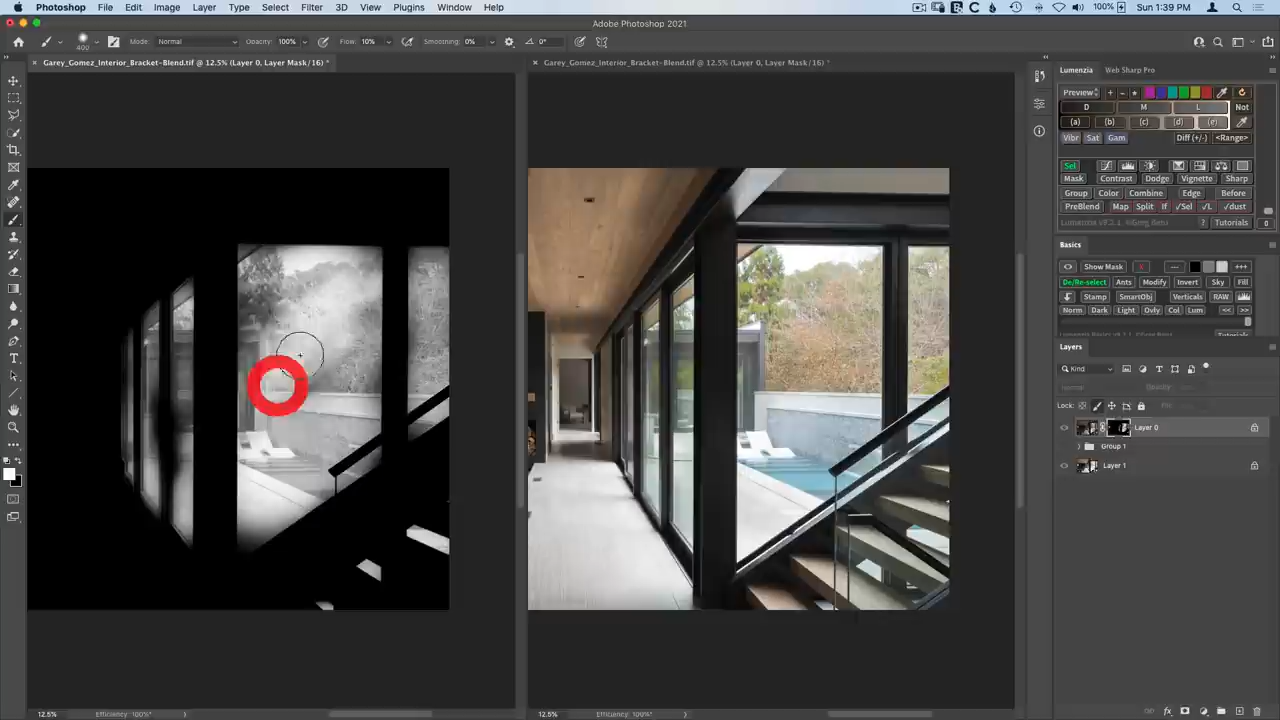 Photoshop File Edit Image Layer Type Select Filter 3D View Plugins Window Help 100% Sun 1:39 PM
Adobe Photoshop 2021
400 Mode: Normal Opacity: 100% Flow: 10% Smoothing: 0% 0°
Garey_Gomez_Interior_Bracket-Blend.tif @ 12.5% (Layer 0, Layer Mask/16) *
Garey_Gomez_Interior_Bracket-Blend.tif @ 12.5% (Layer 0, Layer Mask/16) *
Lumenzia Web Sharp Pro
Preview Not
D M L
(a) (b) (c) (d) (e)
Vibr Sat Gam Diff (+/-) <Range>
Sel
Mask Contrast Dodge Vignette Sharp
Group Color Combine Edge Before
PreBlend Map Split If √Sel √L √dust
? Tutorials 0
Basics
Show Mask X
De/Re-select Ants Modify Invert Sky Fill
Stamp SmartObj Verticals RAW
Norm Dark Light Ovly Col Lum << >>
Layers
Kind
Normal Opacity:
Lock: Fill:
Layer 0
Group 1
Layer 1
12.5% Efficiency: 100%*
12.5% Efficiency: 100%*